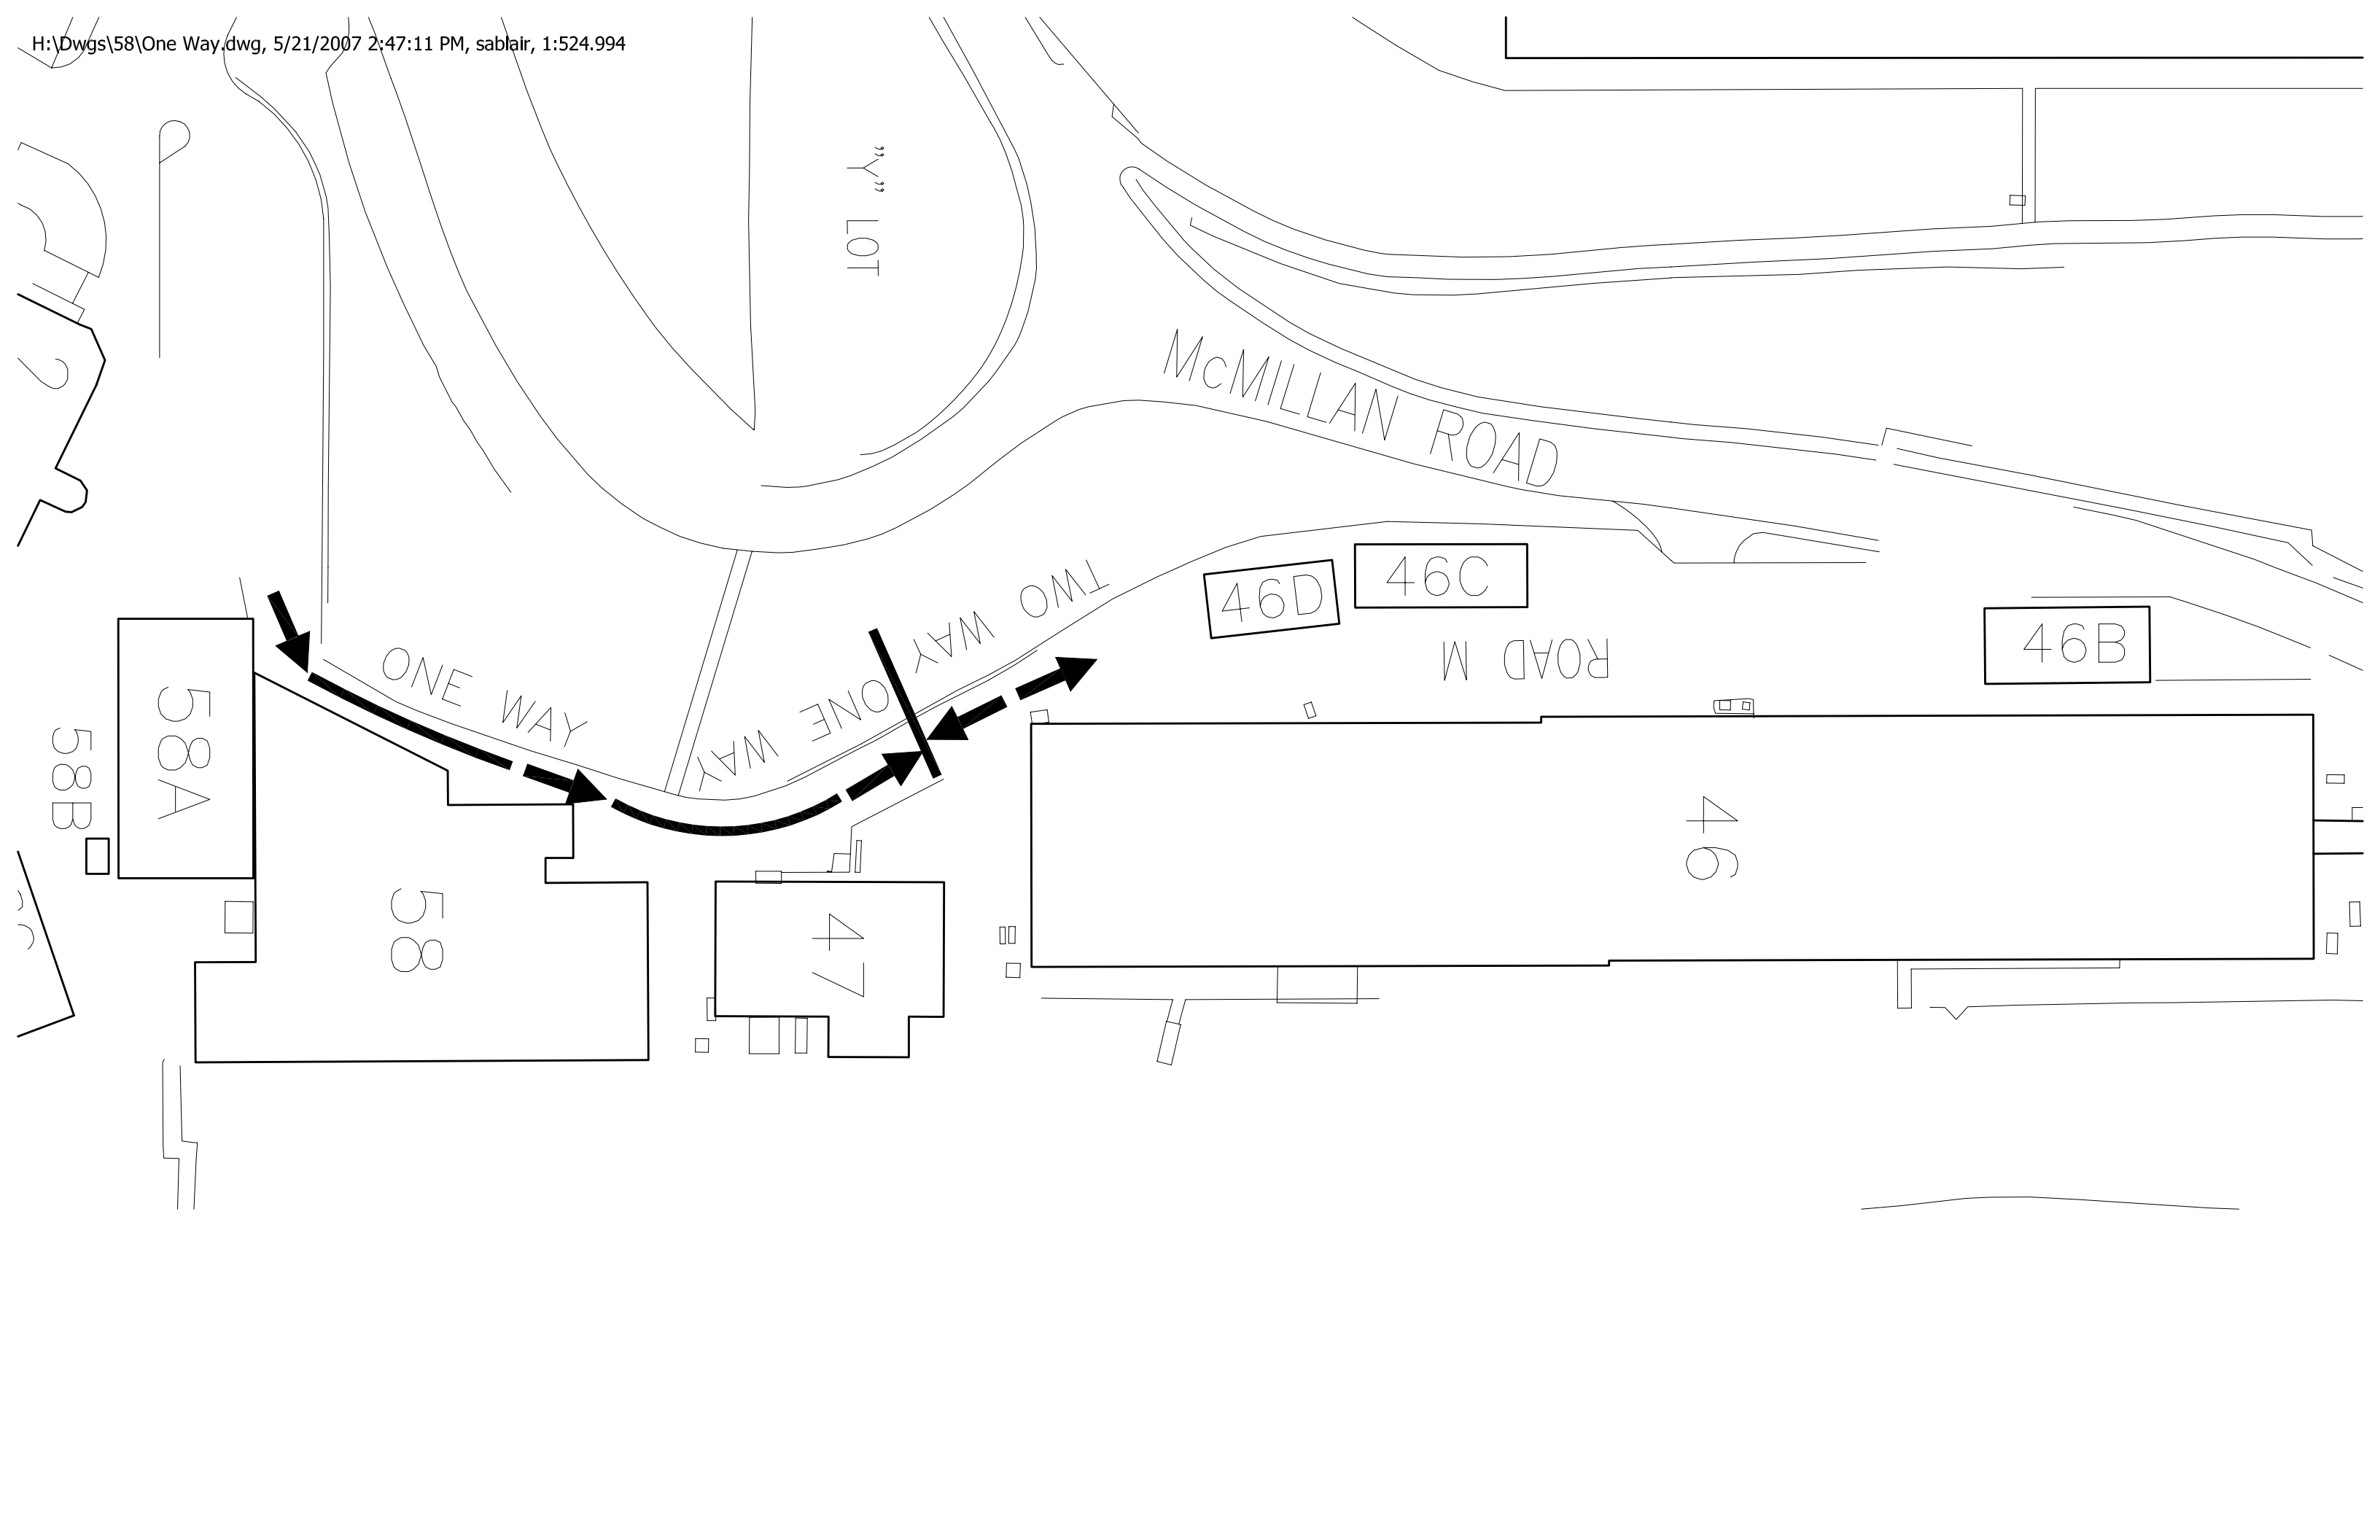 H:\Dwgs\58\One Way.dwg, 5/21/2007 2:47:11 PM, sablair, 1:524.994
"Y" LOT
McMILLAN ROAD
TWO WAY
46D
46C
ROAD M
46B
ONE WAY
ONE WAY
58A
58B
58
47
46